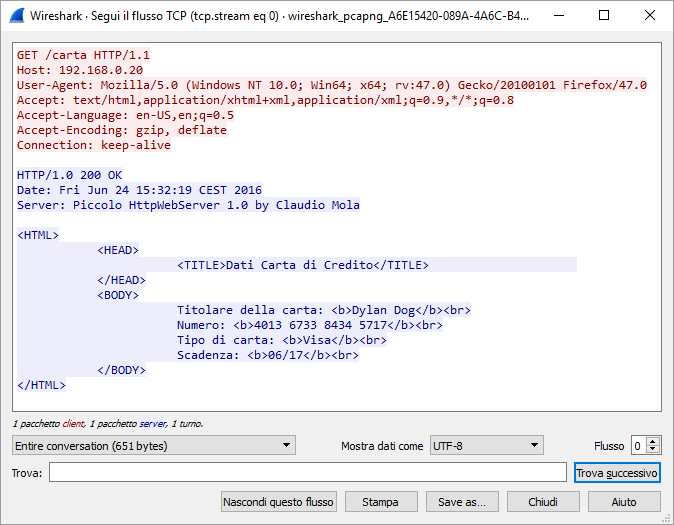 Wireshark · Segui il flusso TCP (tcp.stream eq 0) · wireshark_pcapng_A6E15420-089A-4A6C-B4...
GET /carta HTTP/1.1
Host: 192.168.0.20
User-Agent: Mozilla/5.0 (Windows NT 10.0; Win64; x64; rv:47.0) Gecko/20100101 Firefox/47.0
Accept: text/html,application/xhtml+xml,application/xml;q=0.9,*/*;q=0.8
Accept-Language: en-US,en;q=0.5
Accept-Encoding: gzip, deflate
Connection: keep-alive
HTTP/1.0 200 OK
Date: Fri Jun 24 15:32:19 CEST 2016
Server: Piccolo HttpWebServer 1.0 by Claudio Mola
<HTML>
<HEAD>
<TITLE>Dati Carta di Credito</TITLE>
</HEAD>
<BODY>
Titolare della carta: <b>Dylan Dog</b><br>
Numero: <b>4013 6733 8434 5717</b><br>
Tipo di carta: <b>Visa</b><br>
Scadenza: <b>06/17</b><br>
</BODY>
</HTML>
1 pacchetto client, 1 pacchetto server, 1 turno.
Entire conversation (651 bytes) Mostra dati come UTF-8 Flusso 0
Trova: Trova successivo
Nascondi questo flusso Stampa Save as... Chiudi Aiuto